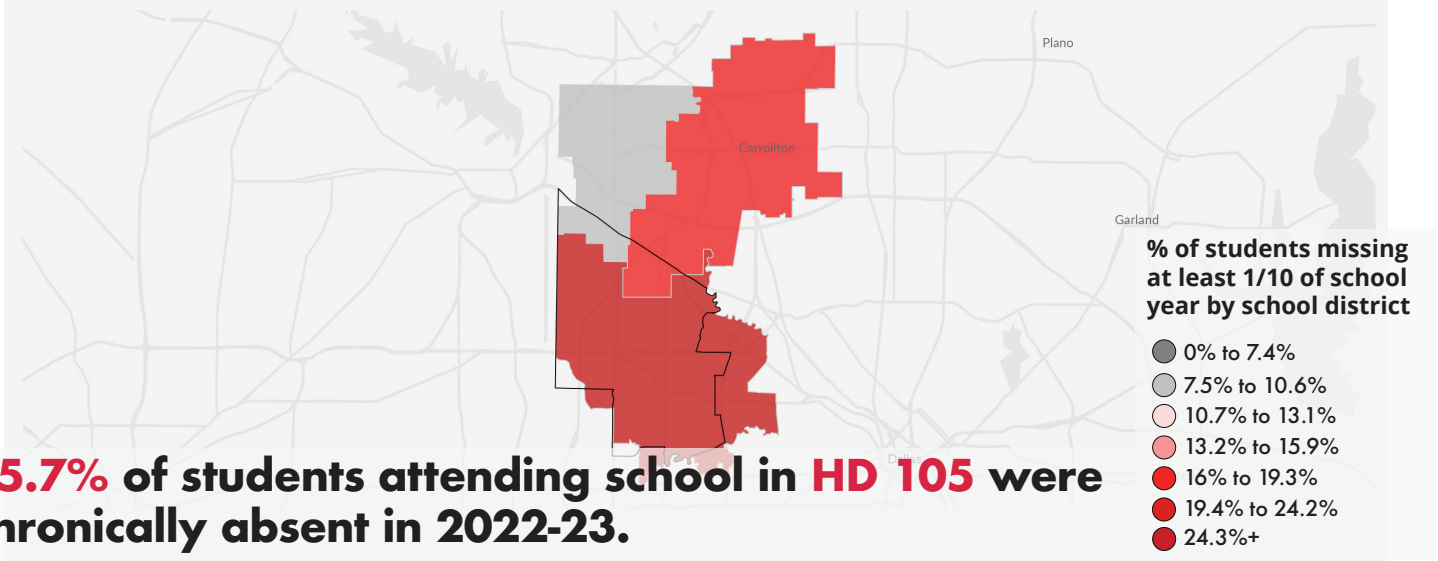 Plano
Carrollton
Garland
% of students missing
at least 1/10 of school
year by school district
0% to 7.4%
7.5% to 10.6%
10.7% to 13.1%
13.2% to 15.9%
16% to 19.3%
19.4% to 24.2%
24.3%+
Dallas
5.7% of students attending school in HD 105 were
hronically absent in 2022-23.